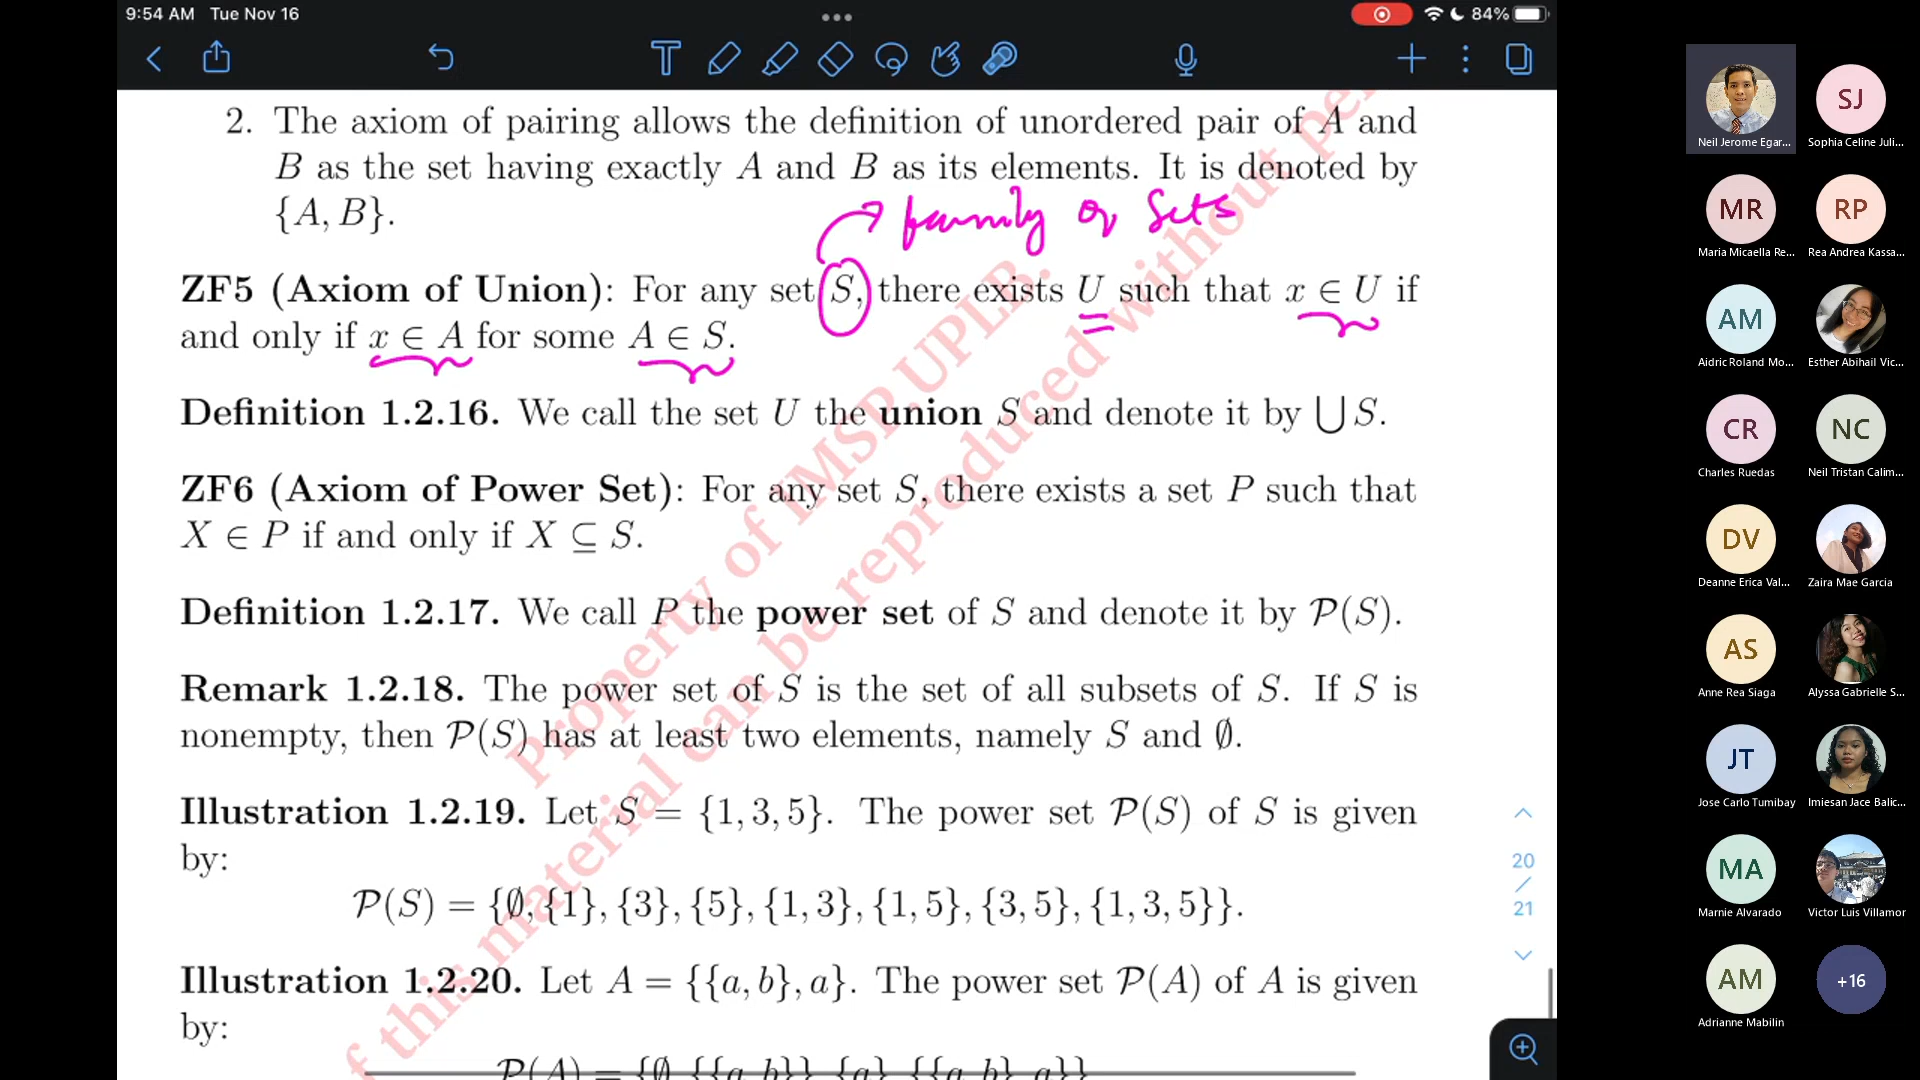 9:54 AM Tue Nov 16
84%
2. The axiom of pairing allows the definition of unordered pair of A and
B as the set having exactly A and B as its elements. It is denoted by
{A, B}.
family of sets
ZF5 (Axiom of Union): For any set S, there exists U such that x ∈ U if
and only if x ∈ A for some A ∈ S.
Definition 1.2.16. We call the set U the union S and denote it by ⋃ S.
ZF6 (Axiom of Power Set): For any set S, there exists a set P such that
X ∈ P if and only if X ⊆ S.
Definition 1.2.17. We call P the power set of S and denote it by 𝒫(S).
Remark 1.2.18. The power set of S is the set of all subsets of S. If S is
nonempty, then 𝒫(S) has at least two elements, namely S and ∅.
Illustration 1.2.19. Let S = {1, 3, 5}. The power set 𝒫(S) of S is given
by:
𝒫(S) = {∅, {1}, {3}, {5}, {1, 3}, {1, 5}, {3, 5}, {1, 3, 5}}.
Illustration 1.2.20. Let A = {{a, b}, a}. The power set 𝒫(A) of A is given
by:
𝒫(A) = {∅, {{a, b}}, {a}, {{a, b}, a}}
Property of IMSP, UPLB.
of this material can be reproduced without
20
/
21
Neil Jerome Egar...
SJ
Sophia Celine Juli...
MR
Maria Micaella Re...
RP
Rea Andrea Kassa...
AM
Aidric Roland Mo...
Esther Abihail Vic...
CR
Charles Ruedas
NC
Neil Tristan Calim...
DV
Deanne Erica Val...
Zaira Mae Garcia
AS
Anne Rea Siaga
Alyssa Gabrielle S...
JT
Jose Carlo Tumibay
Imiesan Jace Balic...
MA
Marnie Alvarado
Victor Luis Villamor
AM
Adrianne Mabilin
+16